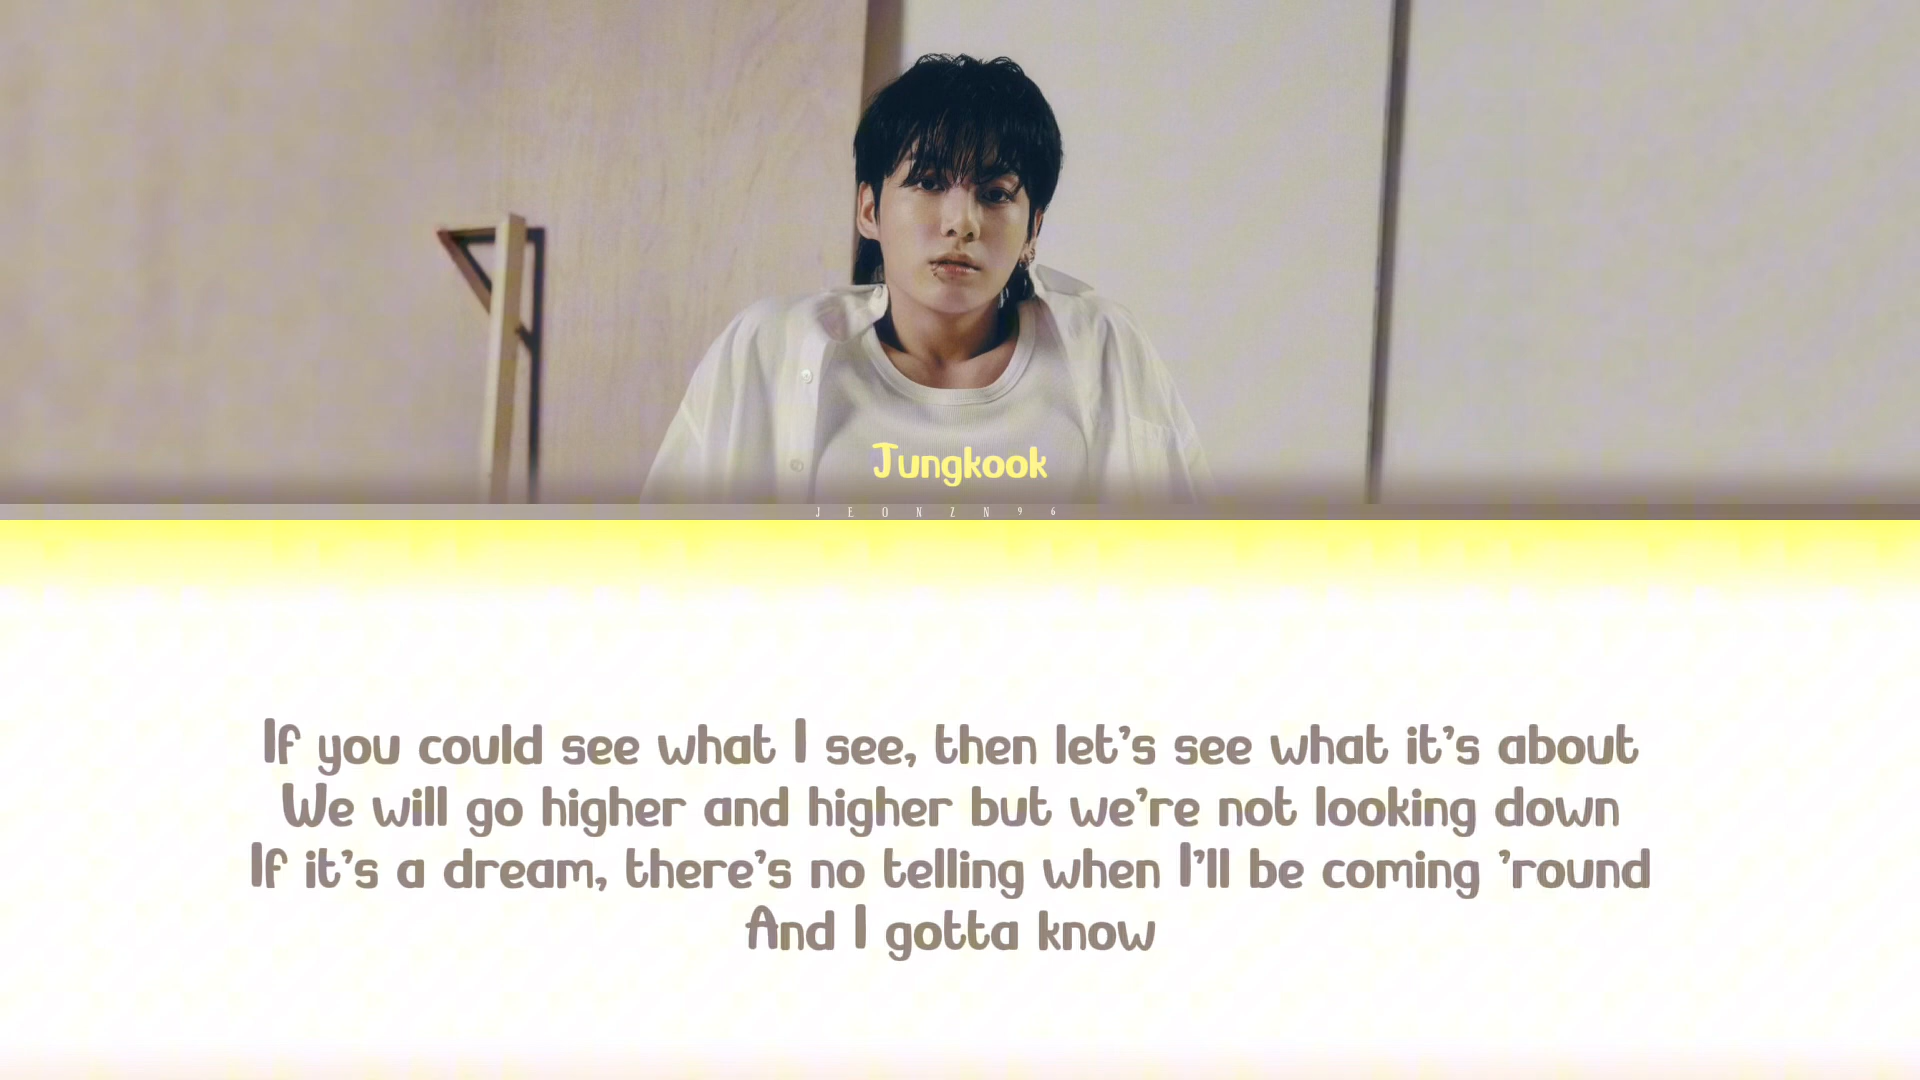 Jungkook
JEONZN96
If you could see what I see, then let's see what it's about
We will go higher and higher but we're not looking down
If it's a dream, there's no telling when I'll be coming 'round
And I gotta know